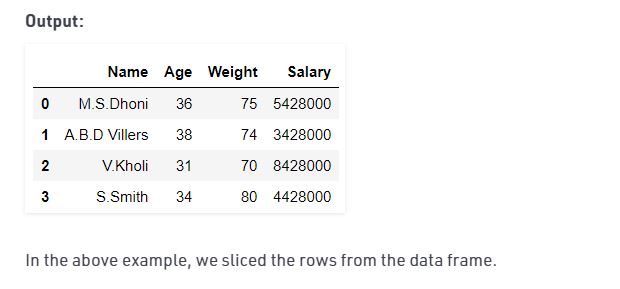 Output:
Name Age Weight Salary
0 M.S.Dhoni 36 75 5428000
1 A.B.D Villers 38 74 3428000
2 V.Kholi 31 70 8428000
3 S.Smith 34 80 4428000
In the above example, we sliced the rows from the data frame.